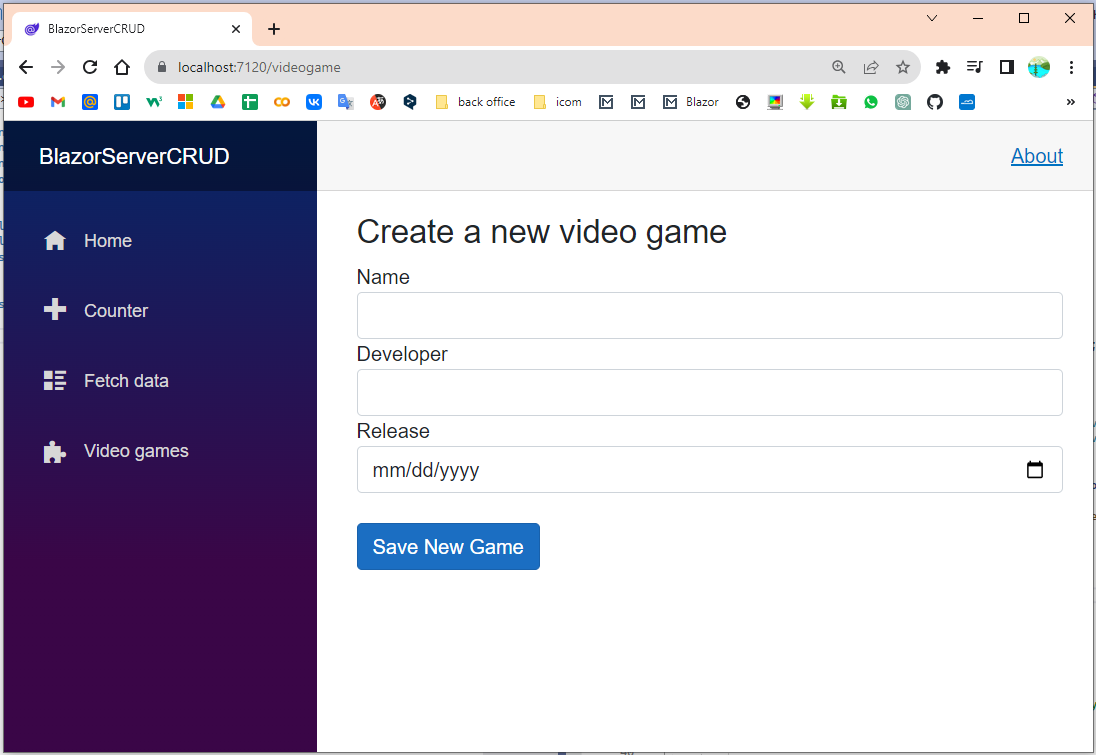 BlazorServerCRUD
localhost:7120/videogame
back office icom Blazor
BlazorServerCRUD
About
Home
Counter
Fetch data
Video games
Create a new video game
Name
Developer
Release
mm/dd/yyyy
Save New Game